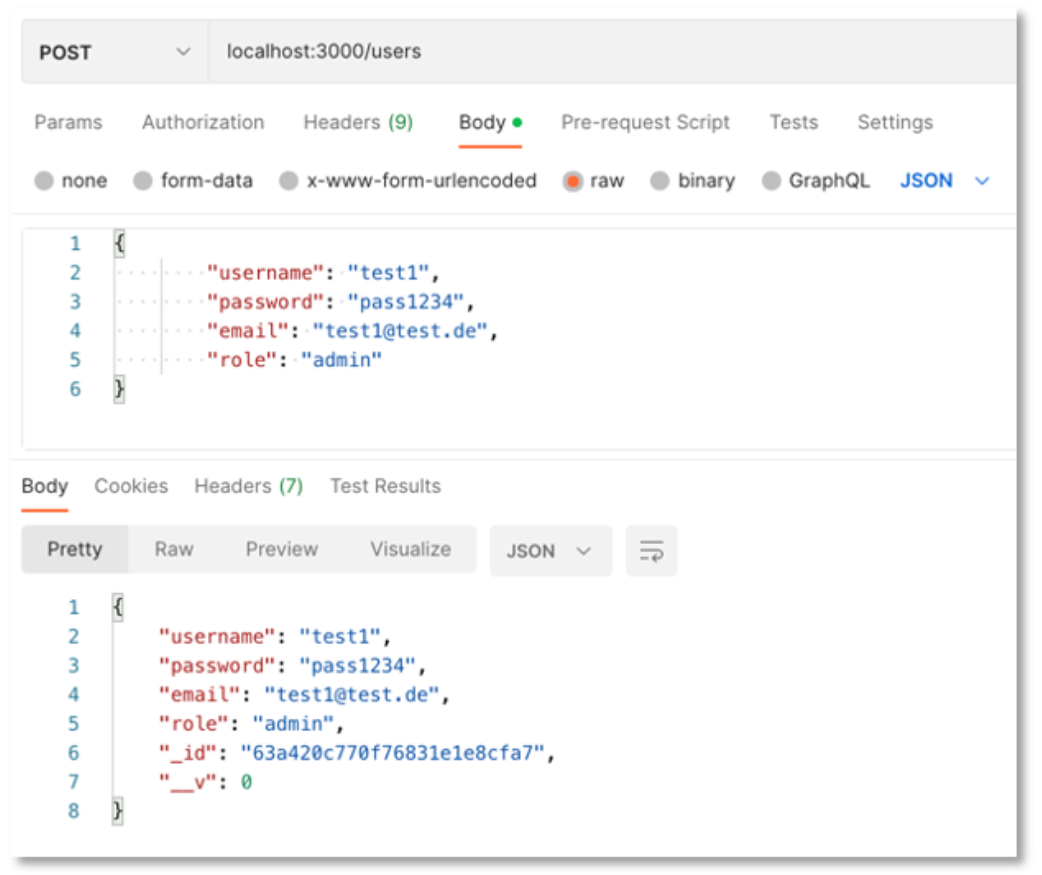 POST localhost:3000/users
Params Authorization Headers (9) Body Pre-request Script Tests Settings
none form-data x-www-form-urlencoded raw binary GraphQL JSON
1 {
2 "username": "test1",
3 "password": "pass1234",
4 "email": "test1@test.de",
5 "role": "admin"
6 }
Body Cookies Headers (7) Test Results
Pretty Raw Preview Visualize JSON
1 {
2 "username": "test1",
3 "password": "pass1234",
4 "email": "test1@test.de",
5 "role": "admin",
6 "_id": "63a420c770f76831e1e8cfa7",
7 "__v": 0
8 }